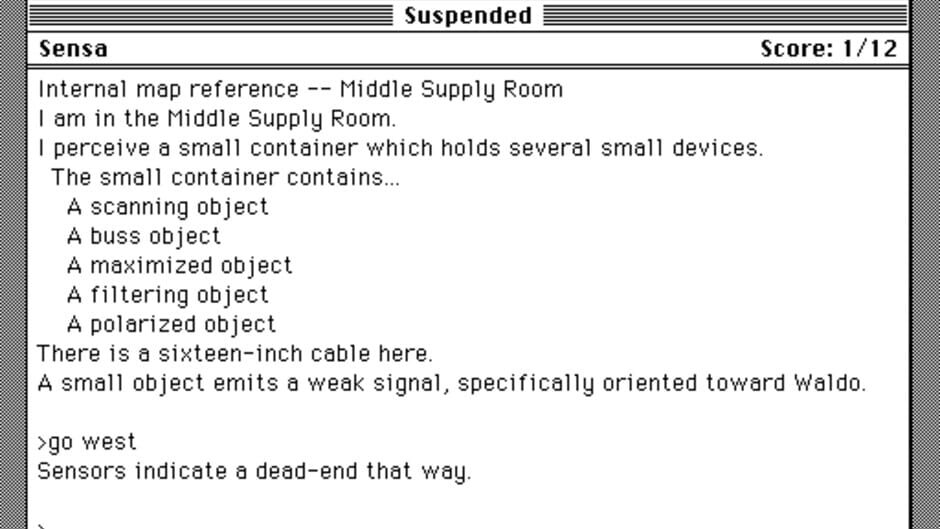 Suspended
Sensa Score: 1/12
Internal map reference -- Middle Supply Room
I am in the Middle Supply Room.
I perceive a small container which holds several small devices.
The small container contains...
A scanning object
A buss object
A maximized object
A filtering object
A polarized object
There is a sixteen-inch cable here.
A small object emits a weak signal, specifically oriented toward Waldo.
>go west
Sensors indicate a dead-end that way.
>